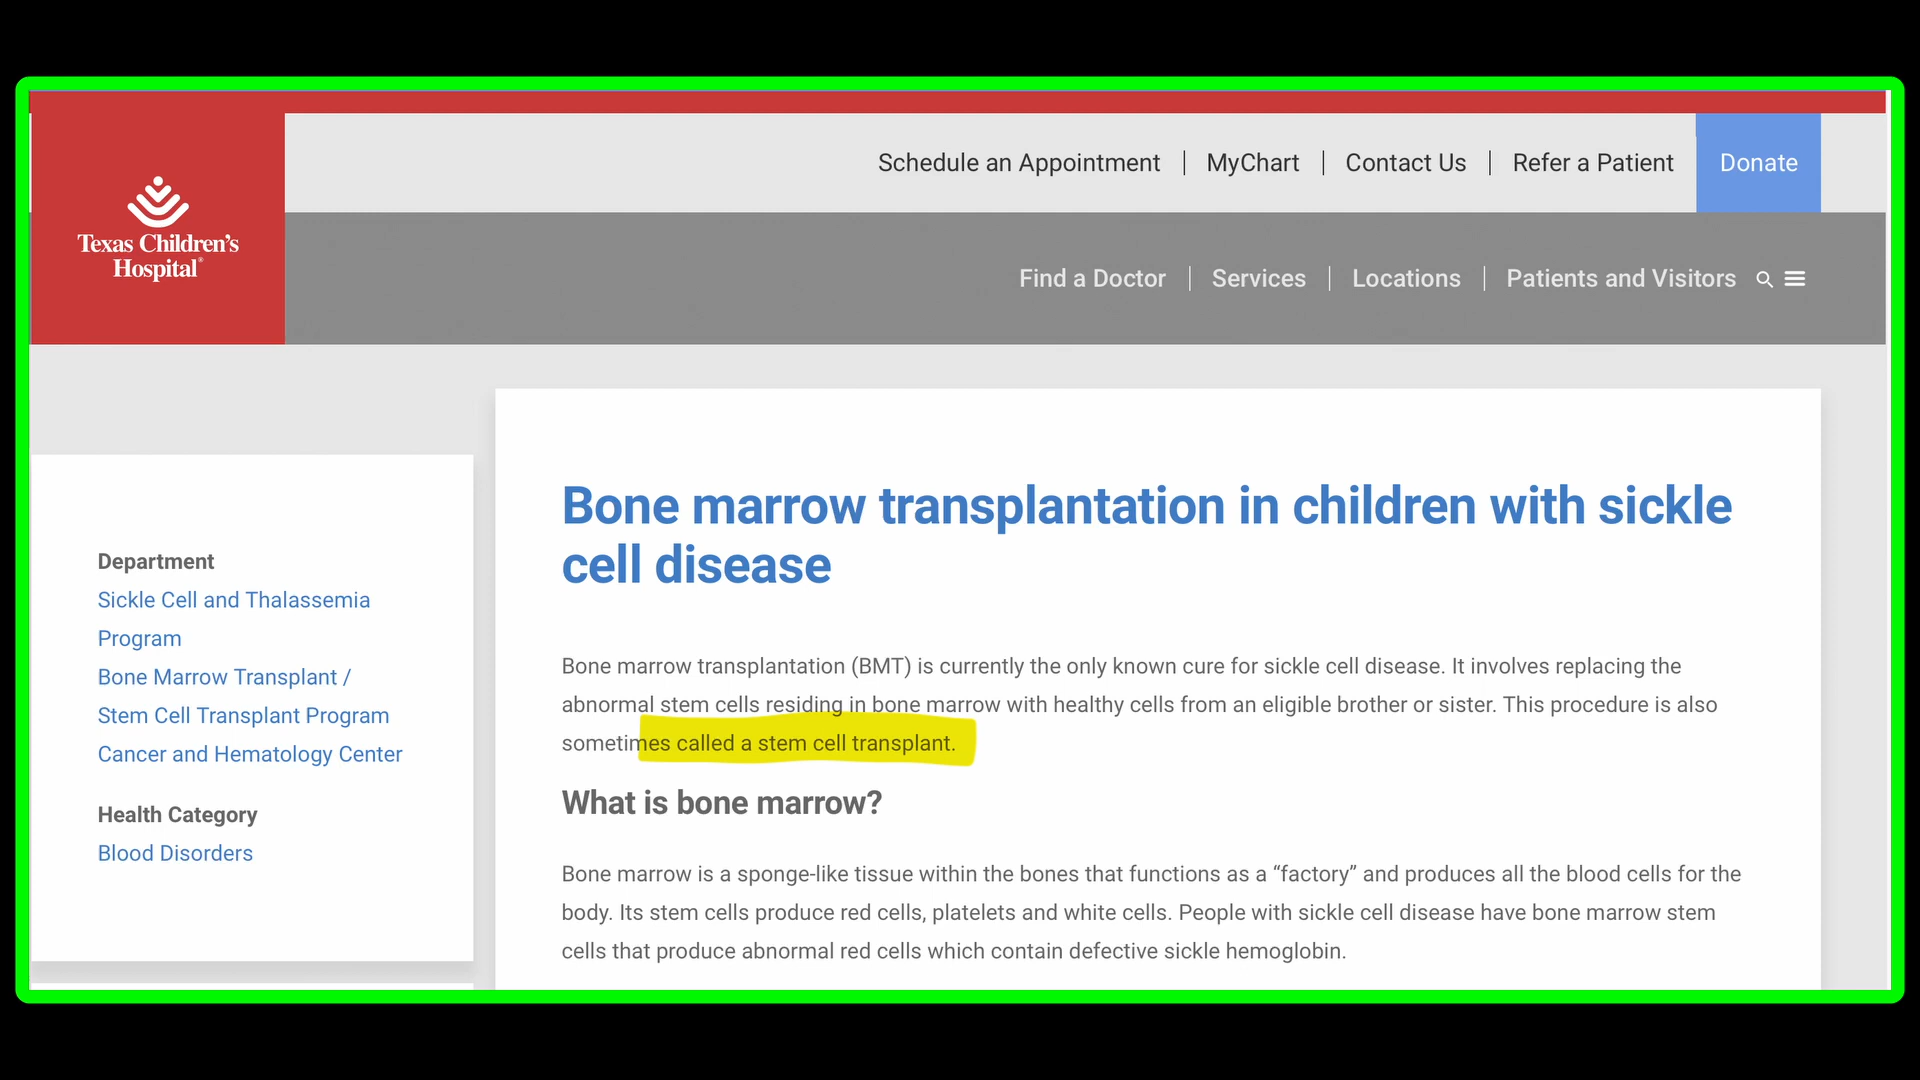 Schedule an Appointment | MyChart | Contact Us | Refer a Patient Donate
Texas Children's
Hospital®
Find a Doctor | Services | Locations | Patients and Visitors
Department
Sickle Cell and Thalassemia
Program
Bone Marrow Transplant /
Stem Cell Transplant Program
Cancer and Hematology Center
Health Category
Blood Disorders
Bone marrow transplantation in children with sickle
cell disease
Bone marrow transplantation (BMT) is currently the only known cure for sickle cell disease. It involves replacing the
abnormal stem cells residing in bone marrow with healthy cells from an eligible brother or sister. This procedure is also
sometimes called a stem cell transplant.
What is bone marrow?
Bone marrow is a sponge-like tissue within the bones that functions as a “factory” and produces all the blood cells for the
body. Its stem cells produce red cells, platelets and white cells. People with sickle cell disease have bone marrow stem
cells that produce abnormal red cells which contain defective sickle hemoglobin.